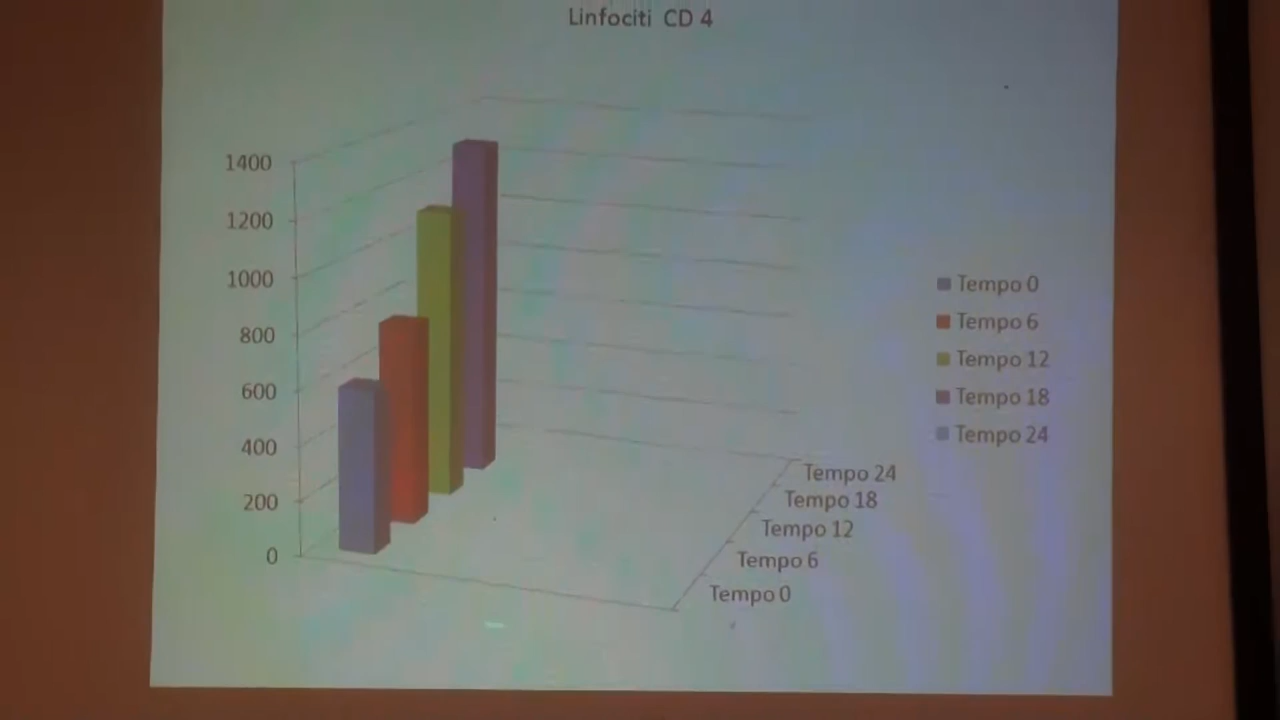 Linfociti CD 4
1400
1200
1000
800
600
400
200
0
Tempo 24
Tempo 18
Tempo 12
Tempo 6
Tempo 0
Tempo 0
Tempo 6
Tempo 12
Tempo 18
Tempo 24